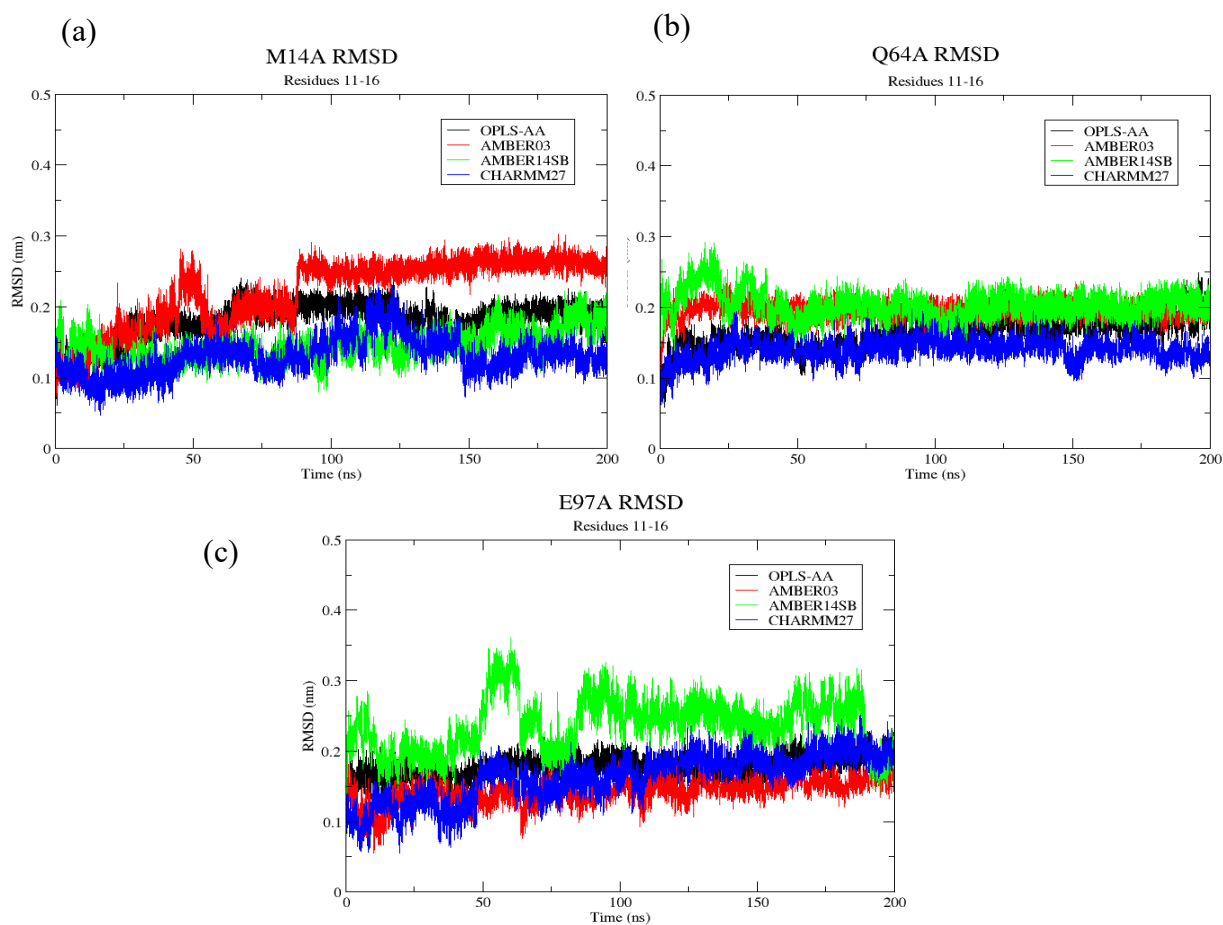 (a)
M14A RMSD
Residues 11-16
0.5
0.4
0.3
0.2
0.1
0
RMSD (nm)
OPLS-AA
AMBER03
AMBER14SB
CHARMM27
0 50 100 150 200
Time (ns)
(b)
Q64A RMSD
Residues 11-16
0.5
0.4
0.3
0.2
0.1
0
OPLS-AA
AMBER03
AMBER14SB
CHARMM27
0 50 100 150 200
Time (ns)
(c)
E97A RMSD
Residues 11-16
0.5
0.4
0.3
0.2
0.1
0
RMSD (nm)
OPLS-AA
AMBER03
AMBER14SB
CHARMM27
0 50 100 150 200
Time (ns)